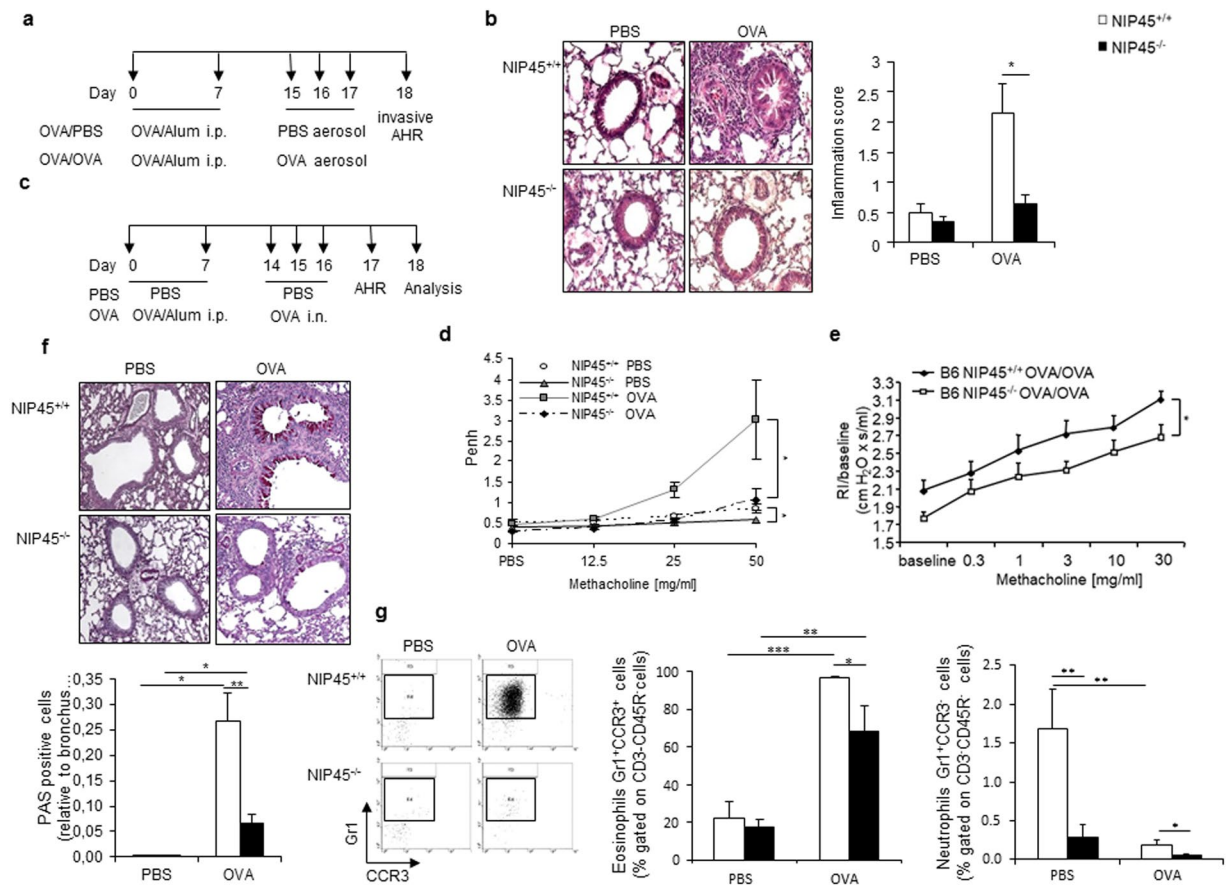 a
Day 0 7 15 16 17 18
invasive
AHR
OVA/PBS OVA/Alum i.p. PBS aerosol
OVA/OVA OVA/Alum i.p. OVA aerosol
b
PBS OVA
NIP45+/+
NIP45-/-
NIP45+/+
NIP45-/-
Inflammation score
3
2.5
2
1.5
1
0.5
0
*
PBS OVA
c
Day 0 7 14 15 16 17 18
PBS PBS PBS AHR Analysis
OVA OVA/Alum i.p. OVA i.n.
d
NIP45+/+ PBS
NIP45-/- PBS
NIP45+/+ OVA
NIP45-/- OVA
Penh
4.5
4
3.5
3
2.5
2
1.5
1
0.5
0
*
*
PBS 12.5 25 50
Methacholine [mg/ml]
e
B6 NIP45+/+ OVA/OVA
B6 NIP45-/- OVA/OVA
RI/baseline
(cm H2O x s/ml)
3.1
2.9
2.7
2.5
2.3
2.1
1.9
1.7
1.5
*
baseline 0.3 1 3 10 30
Methacholine [mg/ml]
f
PBS OVA
NIP45+/+
NIP45-/-
PAS positive cells
(relative to bronchus...
0,35
0,30
0,25
0,20
0,15
0,10
0,05
0,00
*
*
**
PBS OVA
g
PBS OVA
NIP45+/+
NIP45-/-
Gr1
CCR3
Eosinophils Gr1+CCR3+ cells
(% gated on CD3-CD45R- cells)
100
80
60
40
20
0
**
***
*
PBS OVA
Neutrophils Gr1+CCR3- cells
(% gated on CD3-CD45R- cells)
2.5
2.0
1.5
1.0
0.5
0.0
**
**
*
PBS OVA